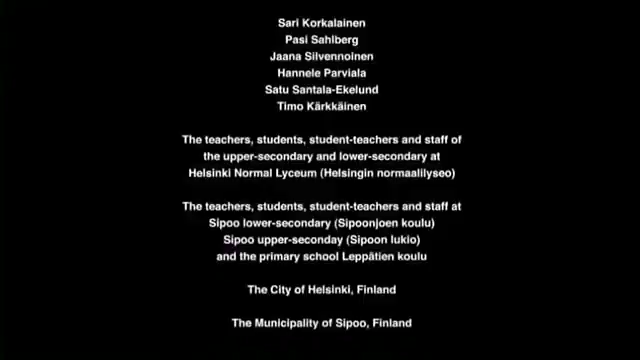 Sari Korkalainen
Pasi Sahlberg
Jaana Silvennoinen
Hannele Parviala
Satu Santala-Ekelund
Timo Kärkkäinen
The teachers, students, student-teachers and staff of
the upper-secondary and lower-secondary at
Helsinki Normal Lyceum (Helsingin normaalilyseo)
The teachers, students, student-teachers and staff at
Sipoo lower-secondary (Sipoonjoen koulu)
Sipoo upper-seconday (Sipoon lukio)
and the primary school Leppätien koulu
The City of Helsinki, Finland
The Municipality of Sipoo, Finland